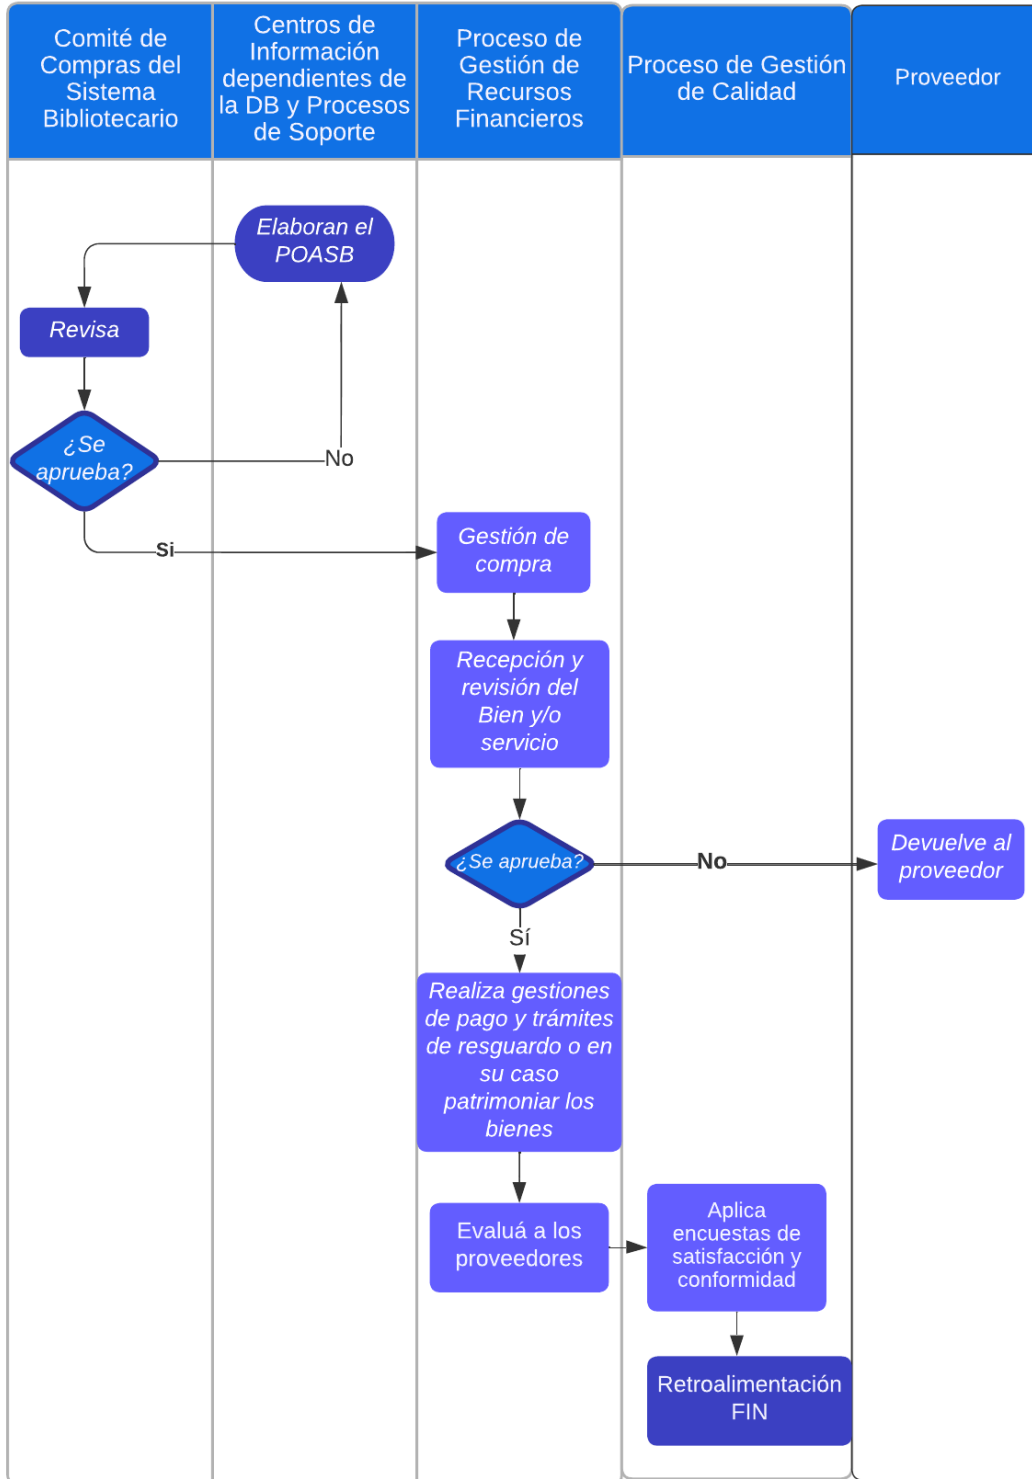 Comité de
Compras del
Sistema
Bibliotecario
Centros de
Información
dependientes de
la DB y Procesos
de Soporte
Proceso de
Gestión de
Recursos
Financieros
Proceso de Gestión
de Calidad
Proveedor
Elaboran el
POASB
Revisa
¿Se
aprueba?
No
Si
Gestión de
compra
Recepción y
revisión del
Bien y/o
servicio
¿Se aprueba?
No
Devuelve al
proveedor
Sí
Realiza gestiones
de pago y trámites
de resguardo o en
su caso
patrimoniar los
bienes
Evaluá a los
proveedores
Aplica
encuestas de
satisfacción y
conformidad
Retroalimentación
FIN